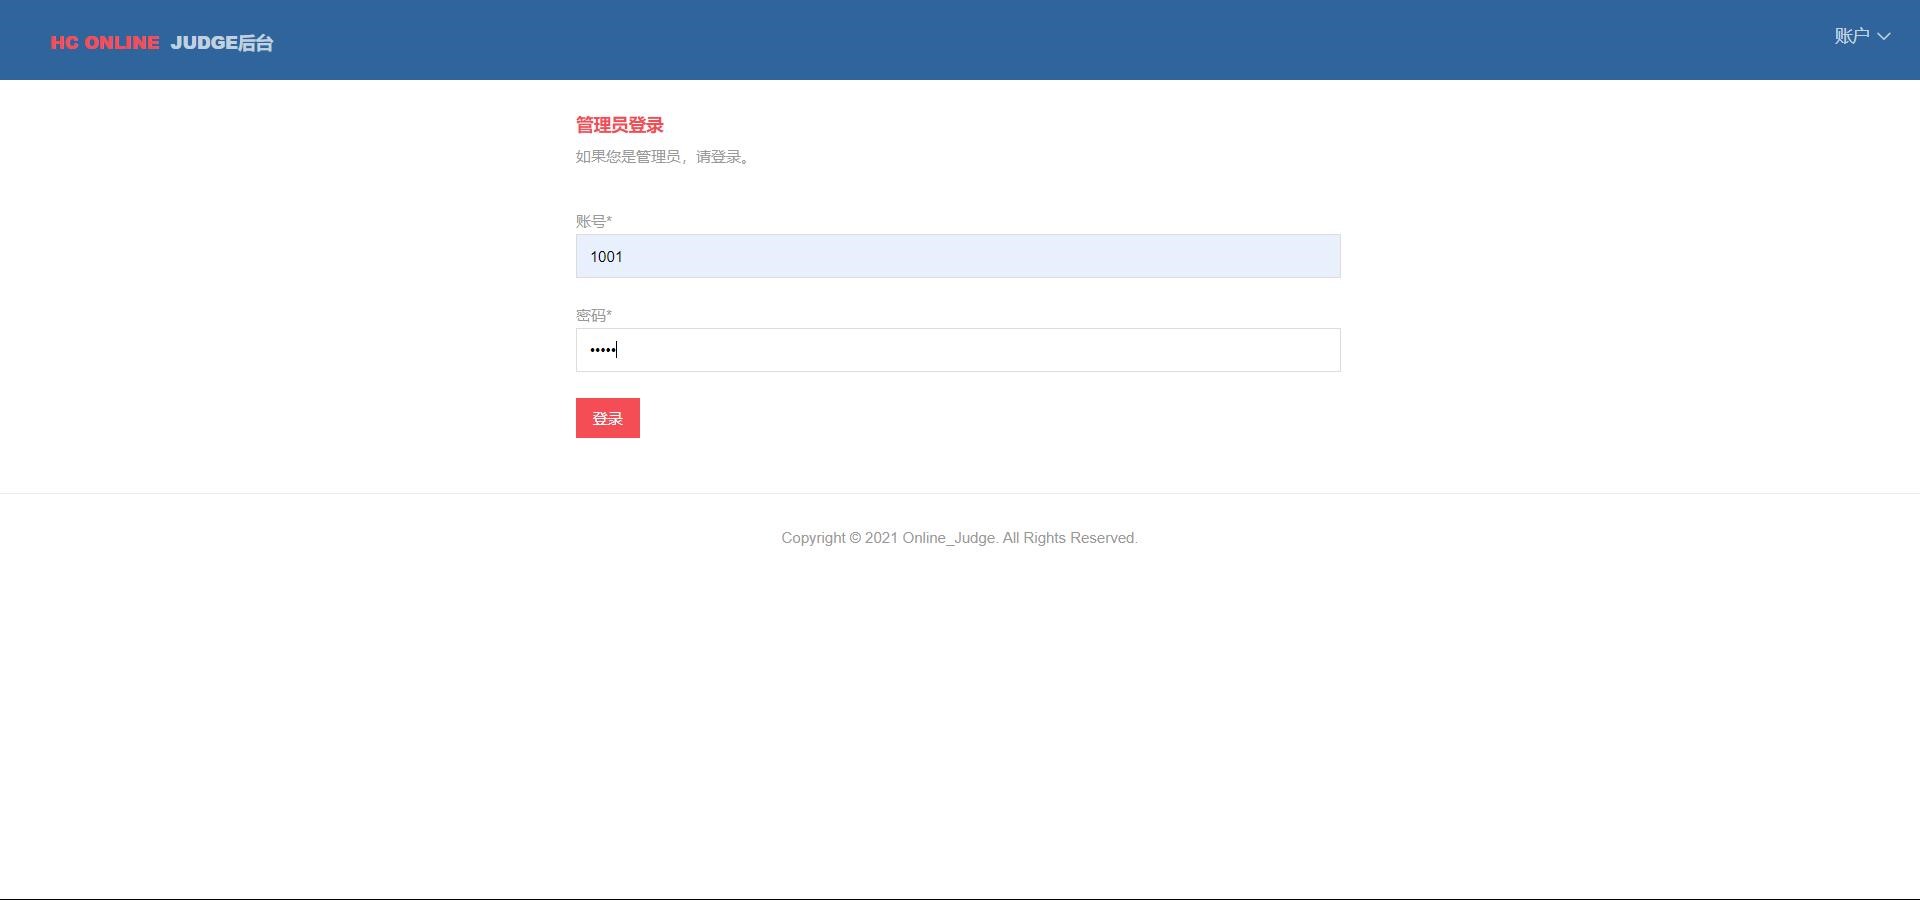 HC ONLINE JUDGE后台
账户
管理员登录
如果您是管理员，请登录。
账号*
1001
密码*
•••••
登录
Copyright © 2021 Online_Judge. All Rights Reserved.